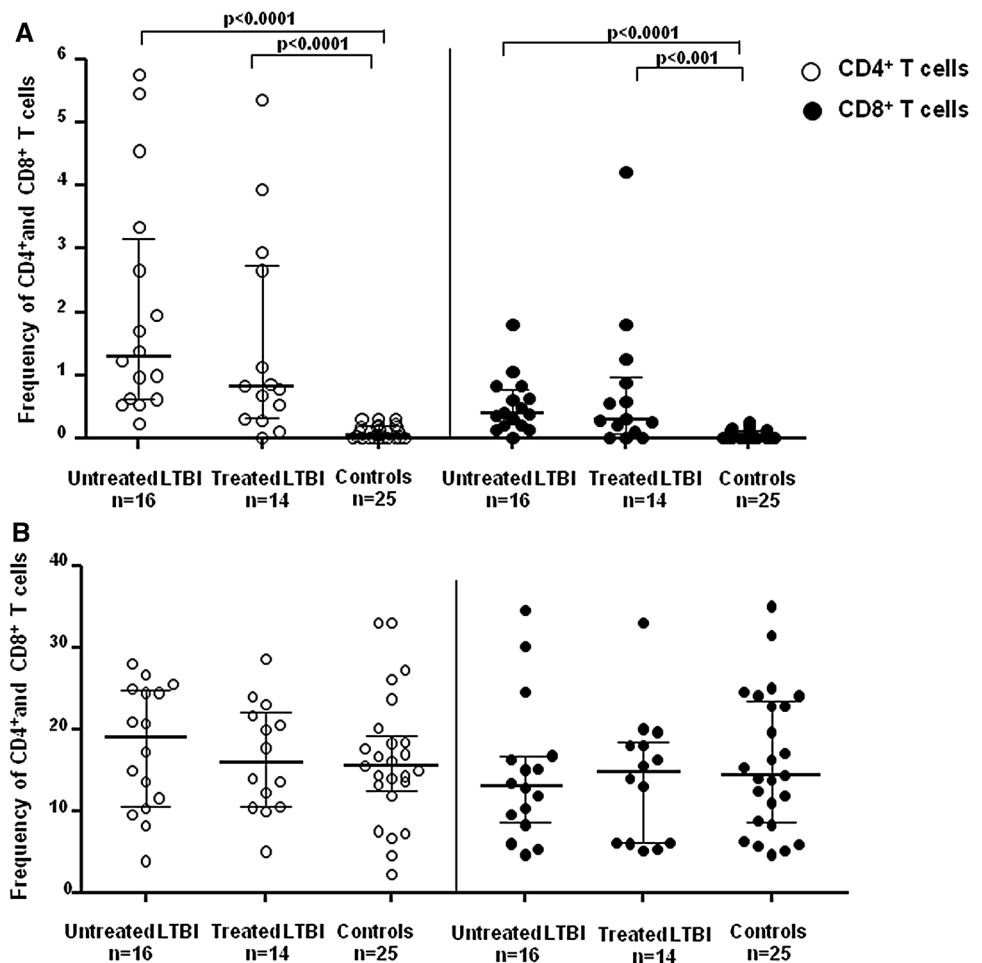 A
p<0.0001
p<0.0001
p<0.0001
p<0.001
CD4+ T cells
CD8+ T cells
Frequency of CD4+and CD8+ T cells
6
5
4
3
2
1
0
Untreated LTBI
n=16
Treated LTBI
n=14
Controls
n=25
Untreated LTBI
n=16
Treated LTBI
n=14
Controls
n=25
B
Frequency of CD4+and CD8+ T cells
40
30
20
10
0
Untreated LTBI
n=16
Treated LTBI
n=14
Controls
n=25
Untreated LTBI
n=16
Treated LTBI
n=14
Controls
n=25